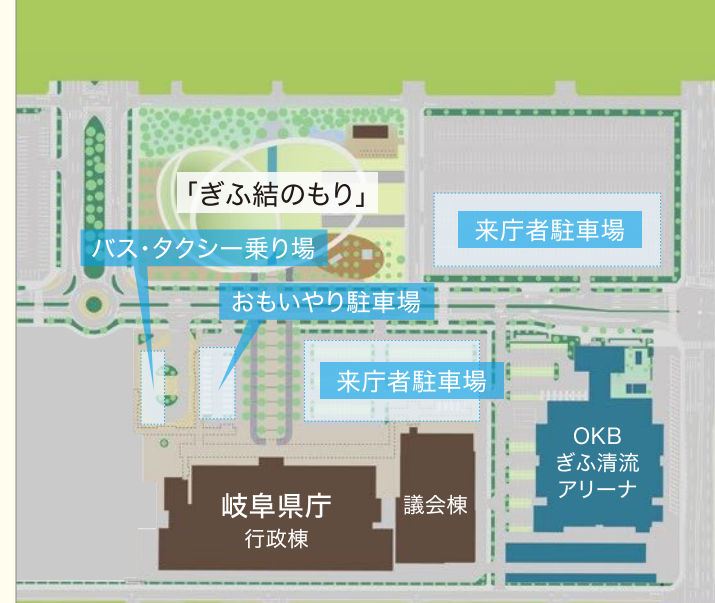 「ぎふ結のもり」
来庁者駐車場
バス・タクシー乗り場
おもいやり駐車場
来庁者駐車場
OKB
ぎふ清流
アリーナ
岐阜県庁
行政棟
議会棟